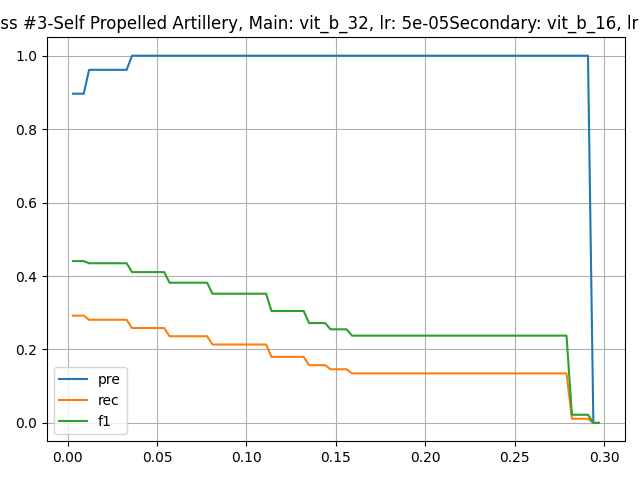 ss #3-Self Propelled Artillery, Main: vit_b_32, lr: 5e-05Secondary: vit_b_16, lr
1.0
0.8
0.6
0.4
0.2
0.0
pre
rec
f1
0.00 0.05 0.10 0.15 0.20 0.25 0.30